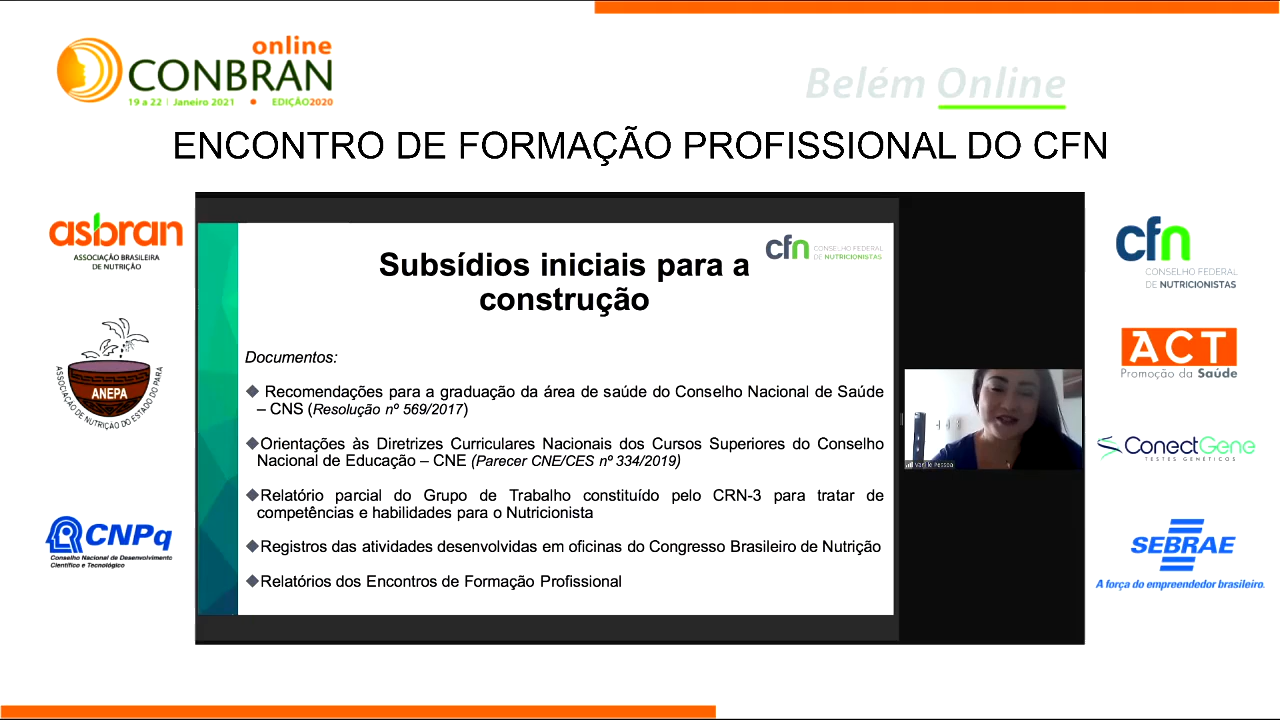 online
CONBRAN
19 a 22 | Janeiro 2021 • EDIÇÃO2020
Belém Online
ENCONTRO DE FORMAÇÃO PROFISSIONAL DO CFN
asbran
ASSOCIAÇÃO BRASILEIRA
DE NUTRIÇÃO
ANEPA
ASSOCIAÇÃO DE NUTRIÇÃO DO ESTADO DO PARÁ
CNPq
Conselho Nacional de Desenvolvimento
Científico e Tecnológico
cfn CONSELHO FEDERAL
DE NUTRICIONISTAS
Subsídios iniciais para a
construção
Documentos:
◆ Recomendações para a graduação da área de saúde do Conselho Nacional de Saúde
– CNS (Resolução nº 569/2017)
◆Orientações às Diretrizes Curriculares Nacionais dos Cursos Superiores do Conselho
Nacional de Educação – CNE (Parecer CNE/CES nº 334/2019)
◆Relatório parcial do Grupo de Trabalho constituído pelo CRN-3 para tratar de
competências e habilidades para o Nutricionista
◆Registros das atividades desenvolvidas em oficinas do Congresso Brasileiro de Nutrição
◆Relatórios dos Encontros de Formação Profissional
Pessoa
cfn
CONSELHO FEDERAL
DE NUTRICIONISTAS
ACT
Promoção da Saúde
ConectGene
TESTES GENÉTICOS
SEBRAE
A força do empreendedor brasileiro.